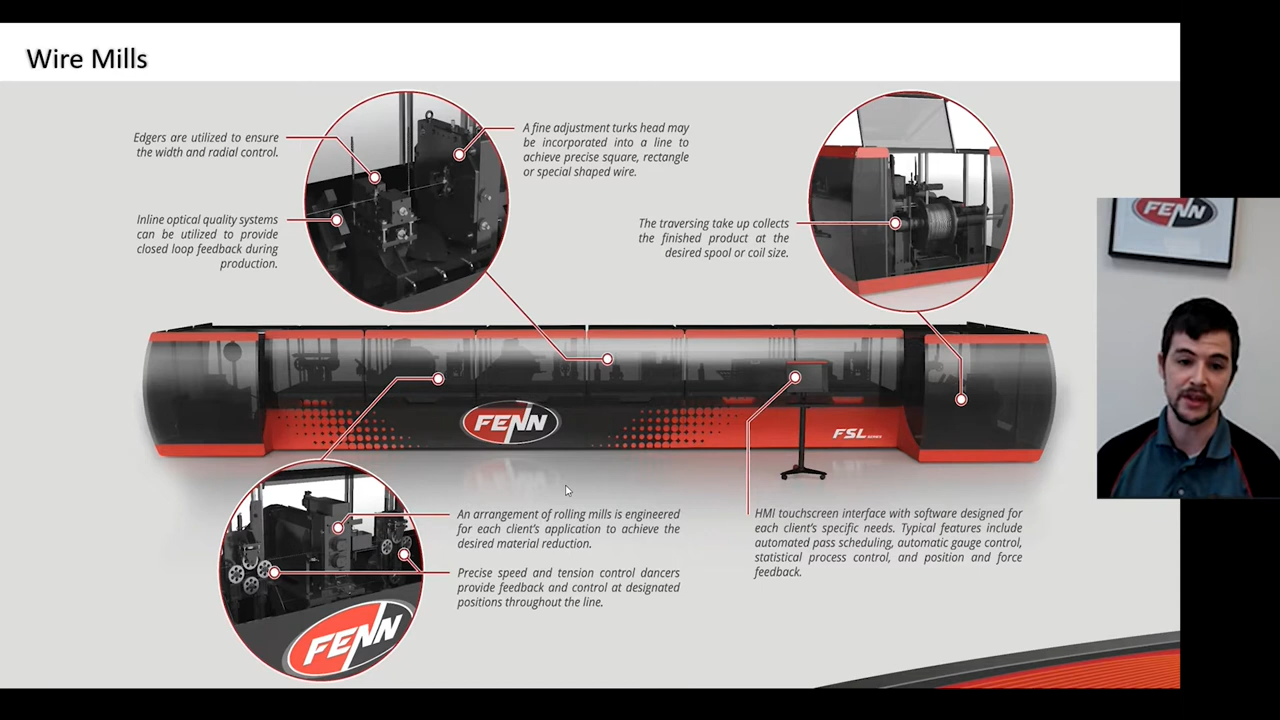 Wire Mills
Edgers are utilized to ensure
the width and radial control.
A fine adjustment turks head may
be incorporated into a line to
achieve precise square, rectangle
or special shaped wire.
Inline optical quality systems
can be utilized to provide
closed loop feedback during
production.
The traversing take up collects
the finished product at the
desired spool or coil size.
FENN
FENN
FSL SERIES
An arrangement of rolling mills is engineered
for each client's application to achieve the
desired material reduction.
Precise speed and tension control dancers
provide feedback and control at designated
positions throughout the line.
HMI touchscreen interface with software designed for
each client's specific needs. Typical features include
automated pass scheduling, automatic gauge control,
statistical process control, and position and force
feedback.
FENN